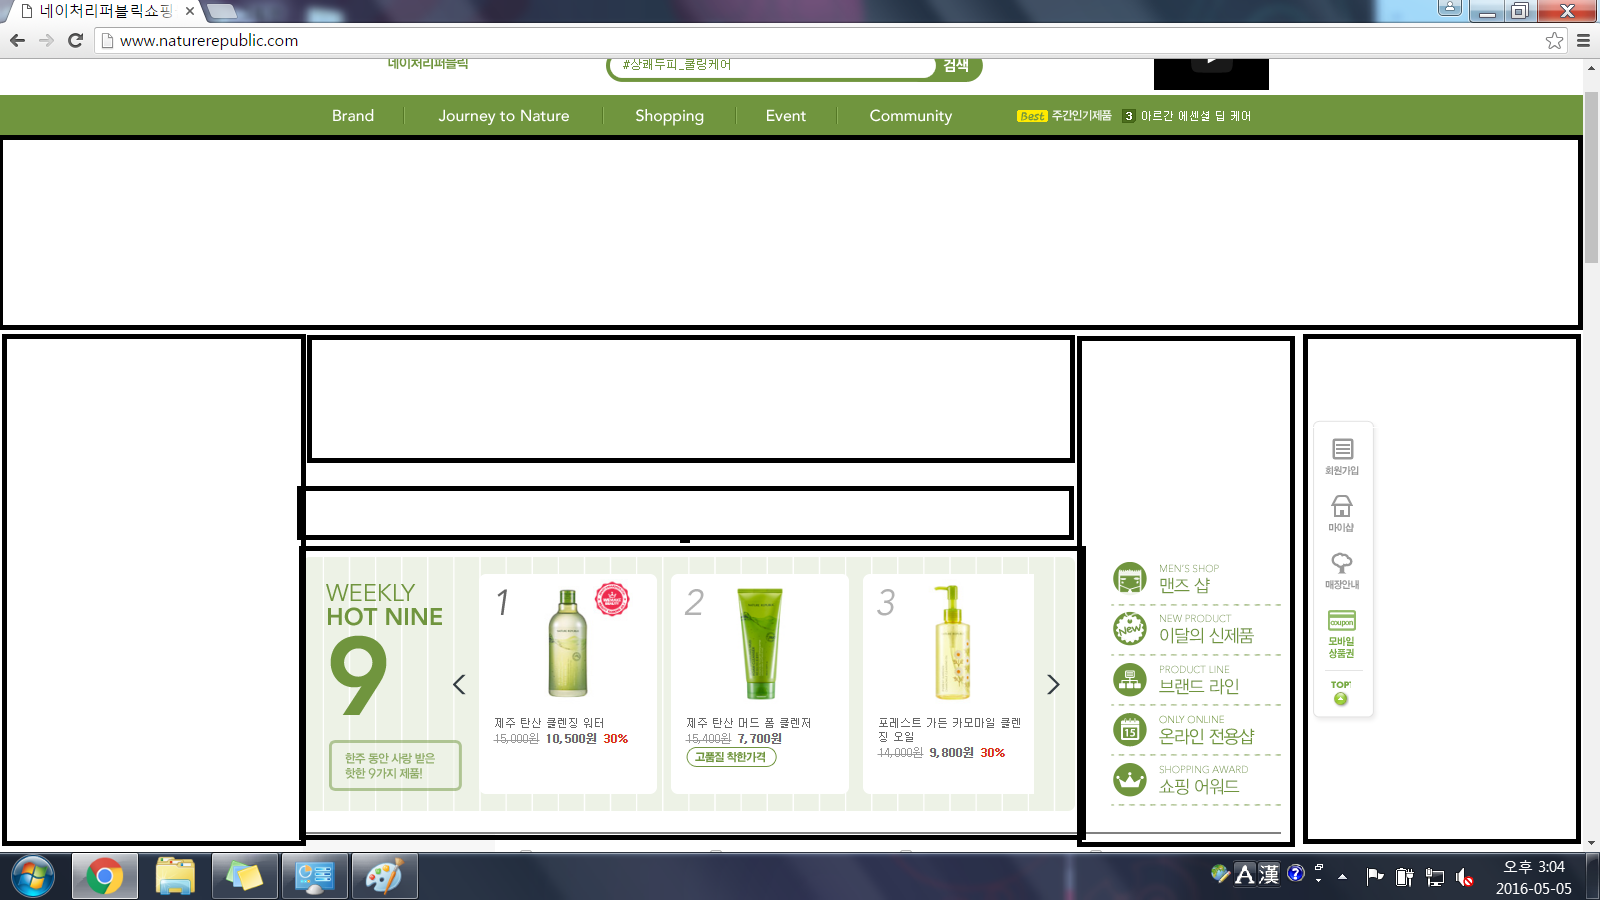 네이처리퍼블릭쇼핑
www.naturerepublic.com
네이처리퍼블릭
#상쾌두피_쿨링케어
검색
Brand
Journey to Nature
Shopping
Event
Community
Best 주간인기제품 3 아르간 에센셜 딥 케어
WEEKLY
HOT NINE
9
한주 동안 사랑 받은
핫한 9가지 제품!
1
제주 탄산 클렌징 워터
15,000원 10,500원 30%
2
제주 탄산 머드 폼 클렌저
15,400원 7,700원
고품질 착한가격
3
포레스트 가든 카모마일 클렌
징 오일
14,000원 9,800원 30%
MEN'S SHOP
맨즈 샵
New
NEW PRODUCT
이달의 신제품
PRODUCT LINE
브랜드 라인
15
ONLY ONLINE
온라인 전용샵
SHOPPING AWARD
쇼핑 어워드
회원가입
마이샵
매장안내
coupon
모바일
상품권
TOP
A 漢
오후 3:04
2016-05-05